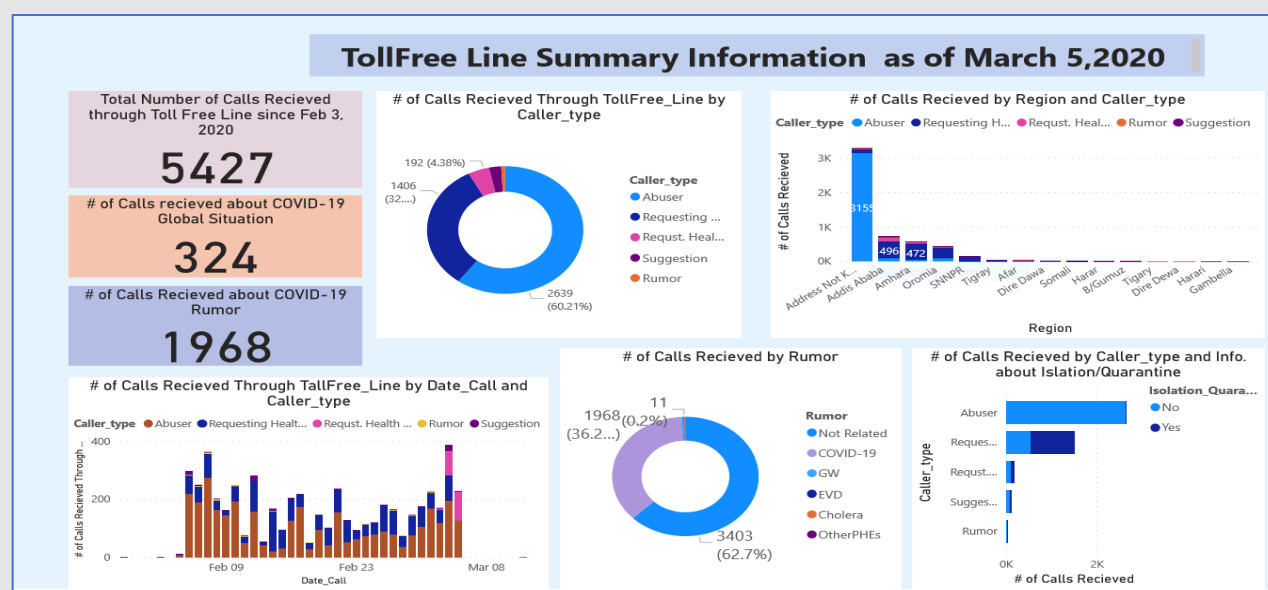 TollFree Line Summary Information as of March 5,2020
Total Number of Calls Recieved
through Toll Free Line since Feb 3,
2020
5427
# of Calls recieved about COVID-19
Global Situation
324
# of Calls Recieved about COVID-19
Rumor
1968
# of Calls Recieved Through TollFree_Line by
Caller_type
192 (4.38%)
1406
(32....)
2639
(60.21%)
Caller_type
Abuser
Requesting ...
Requst. Heal...
Suggestion
Rumor
# of Calls Recieved by Region and Caller_type
Caller_type Abuser Requesting H... Requst. Heal... Rumor Suggestion
# of Calls Recieved
3K
2K
1K
0K
3155
496
472
Address Not K...
Addis Ababa
Amhara
Oromia
SNNPR
Tigray
Afar
Dire Dawa
Somali
Harar
B/Gumuz
Tigary
Dire Dewa
Harari
Gambella
Region
# of Calls Recieved Through TallFree_Line by Date_Call and
Caller_type
Caller_type Abuser Requesting Healt... Requst. Health ... Rumor Suggestion
# of Calls Recieved Through...
400
200
0
Feb 09
Feb 23
Mar 08
Date_Call
# of Calls Recieved by Rumor
11
(0.2%)
1968
(36.2...)
3403
(62.7%)
Rumor
Not Related
COVID-19
GW
EVD
Cholera
OtherPHEs
# of Calls Recieved by Caller_type and Info.
about Islation/Quarantine
Isolation_Quara...
No
Yes
Caller_type
Abuser
Reques...
Requst....
Sugges...
Rumor
0K
2K
# of Calls Recieved